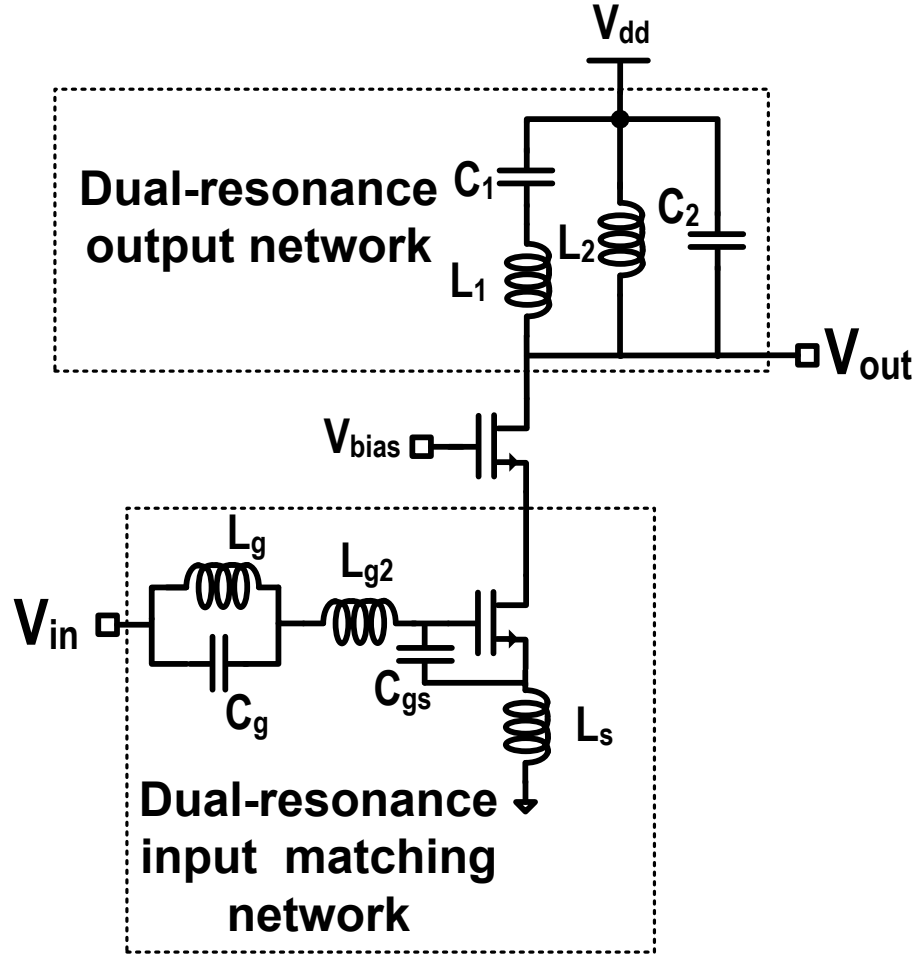 Vdd
Dual-resonance
output network
C1
L1
L2
C2
Vout
Vbias
Lg
Lg2
Vin
Cg
Cgs
Ls
Dual-resonance
input matching
network